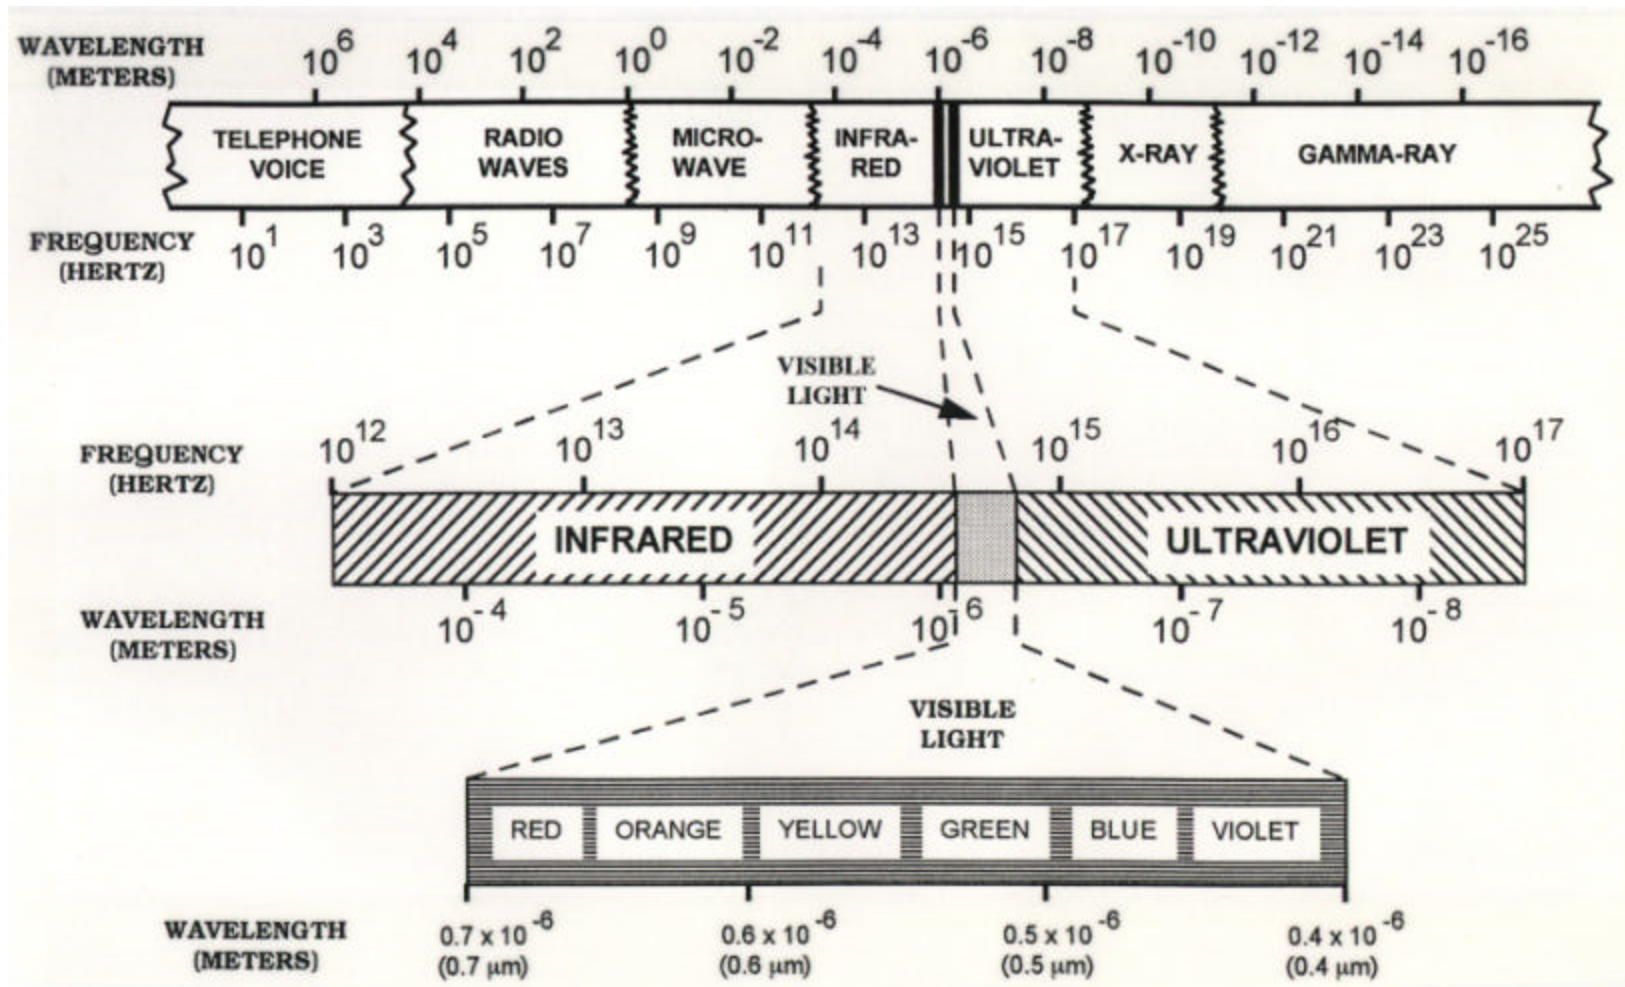 WAVELENGTH
(METERS)
10^6 10^4 10^2 10^0 10^-2 10^-4 10^-6 10^-8 10^-10 10^-12 10^-14 10^-16
TELEPHONE VOICE
RADIO WAVES
MICRO-WAVE
INFRA-RED
ULTRA-VIOLET
X-RAY
GAMMA-RAY
FREQUENCY
(HERTZ)
10^1 10^3 10^5 10^7 10^9 10^11 10^13 10^15 10^17 10^19 10^21 10^23 10^25
VISIBLE
LIGHT
FREQUENCY
(HERTZ)
10^12 10^13 10^14 10^15 10^16 10^17
INFRARED ULTRAVIOLET
WAVELENGTH
(METERS)
10^-4 10^-5 10^-6 10^-7 10^-8
VISIBLE
LIGHT
RED ORANGE YELLOW GREEN BLUE VIOLET
WAVELENGTH
(METERS)
0.7 x 10^-6 0.6 x 10^-6 0.5 x 10^-6 0.4 x 10^-6
(0.7 µm) (0.6 µm) (0.5 µm) (0.4 µm)